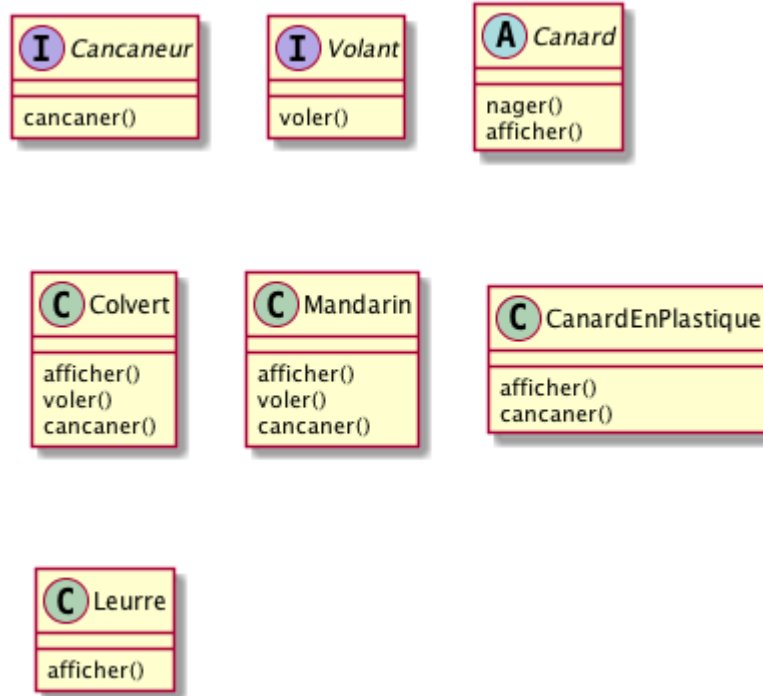 I Cancaneur
cancaner()
I Volant
voler()
A Canard
nager()
afficher()
C Colvert
afficher()
voler()
cancaner()
C Mandarin
afficher()
voler()
cancaner()
C CanardEnPlastique
afficher()
cancaner()
C Leurre
afficher()